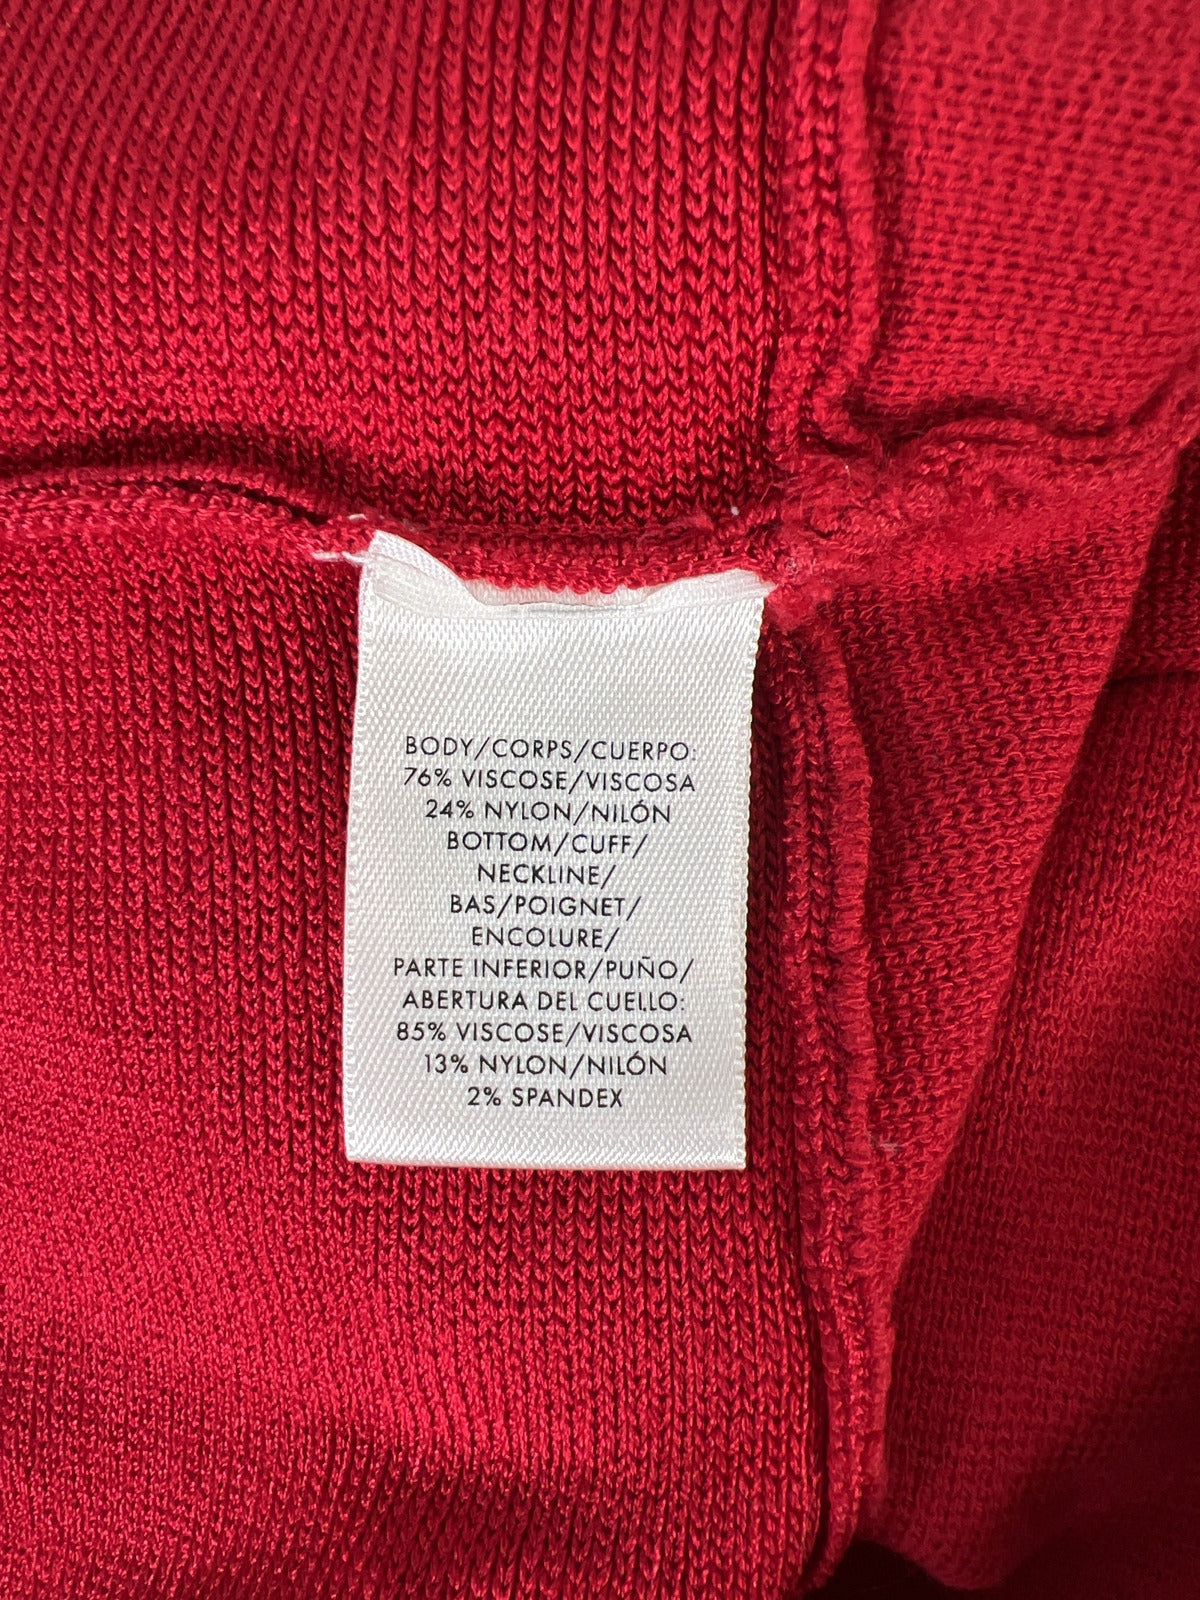 BODY/CORPS/CUERPO:
76% VISCOSE/VISCOSA
24% NYLON/NILÓN
BOTTOM/CUFF/
NECKLINE/
BAS/POIGNET/
ENCOLURE/
PARTE INFERIOR/PUÑO/
ABERTURA DEL CUELLO:
85% VISCOSE/VISCOSA
13% NYLON/NILÓN
2% SPANDEX